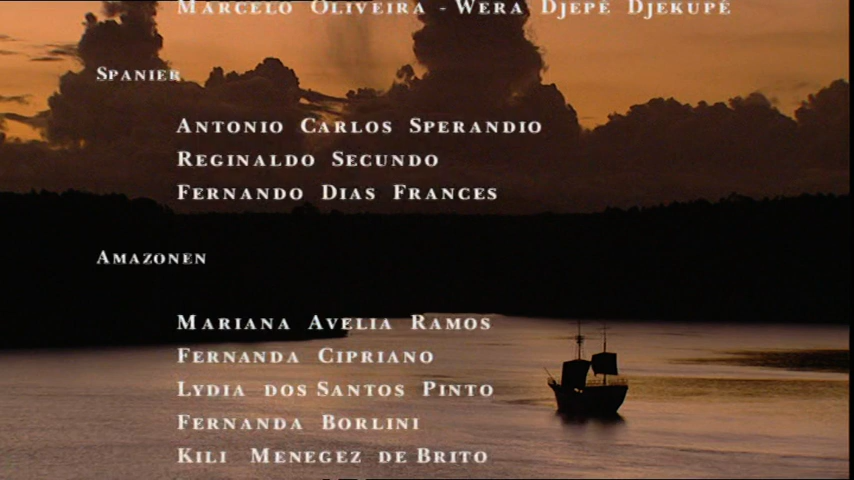 MARCELO OLIVEIRA - WERA DJEPÉ DJEKUPÉ
SPANIER
ANTONIO CARLOS SPERANDIO
REGINALDO SECUNDO
FERNANDO DIAS FRANCES
AMAZONEN
MARIANA AVELIA RAMOS
FERNANDA CIPRIANO
LYDIA DOS SANTOS PINTO
FERNANDA BORLINI
KILI MENEGEZ DE BRITO